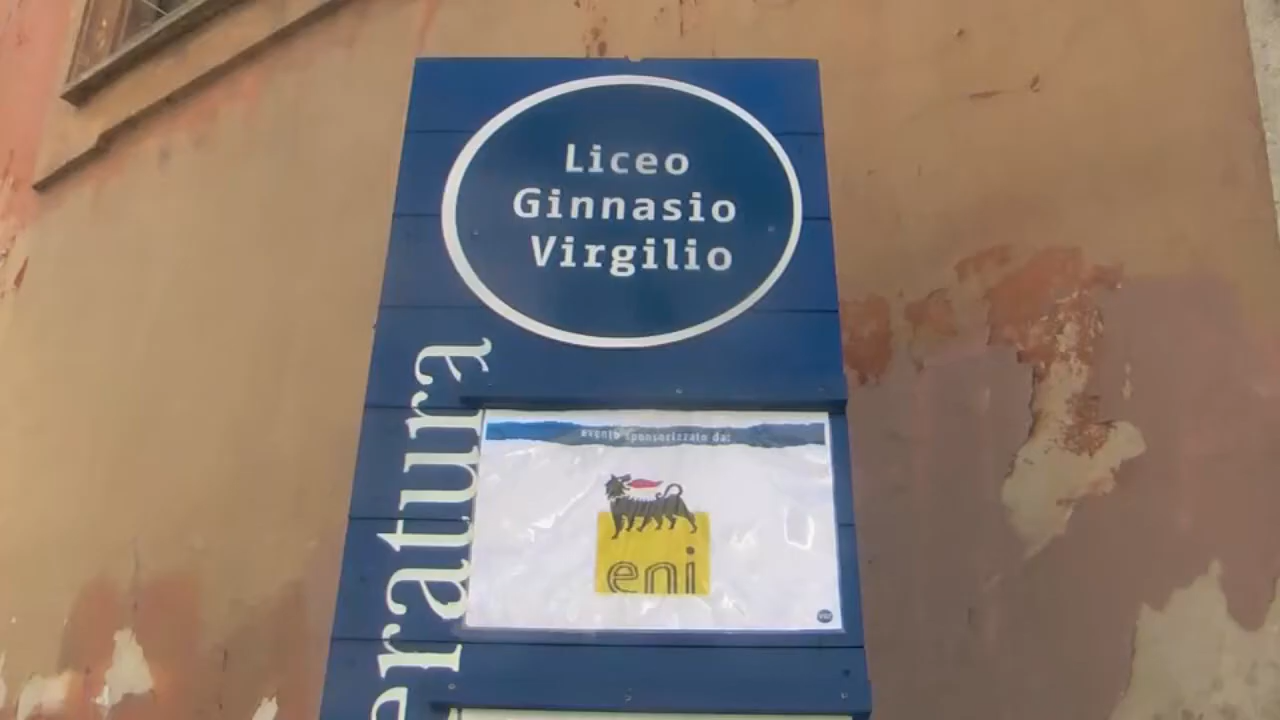 Liceo
Ginnasio
Virgilio
eratura
evento sponsorizzato da:
eni